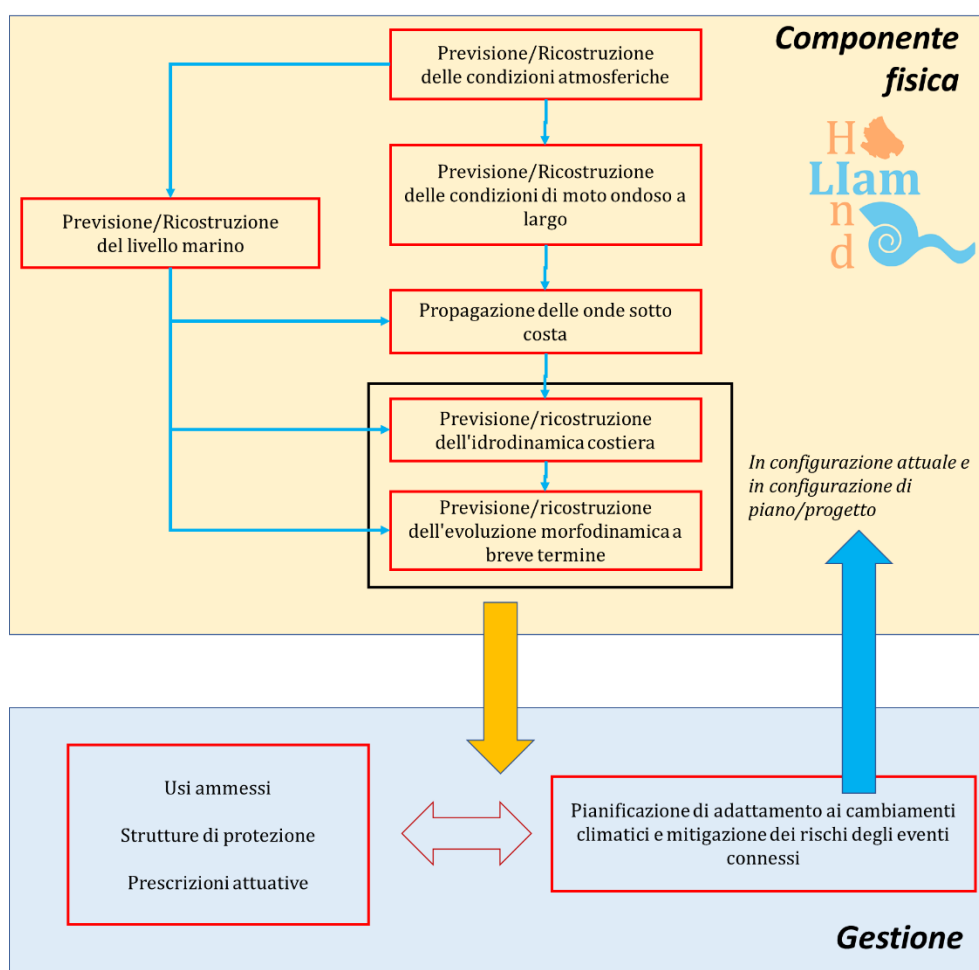 Componente
fisica
Previsione/Ricostruzione
delle condizioni atmosferiche
H
LIam
n
d
Previsione/Ricostruzione
delle condizioni di moto ondoso a
largo
Previsione/Ricostruzione
del livello marino
Propagazione delle onde sotto
costa
Previsione/ricostruzione
dell'idrodinamica costiera
In configurazione attuale e
in configurazione di
piano/progetto
Previsione/ricostruzione
dell'evoluzione morfodinamica a
breve termine
Usi ammessi
Strutture di protezione
Prescrizioni attuative
Pianificazione di adattamento ai cambiamenti
climatici e mitigazione dei rischi degli eventi
connessi
Gestione